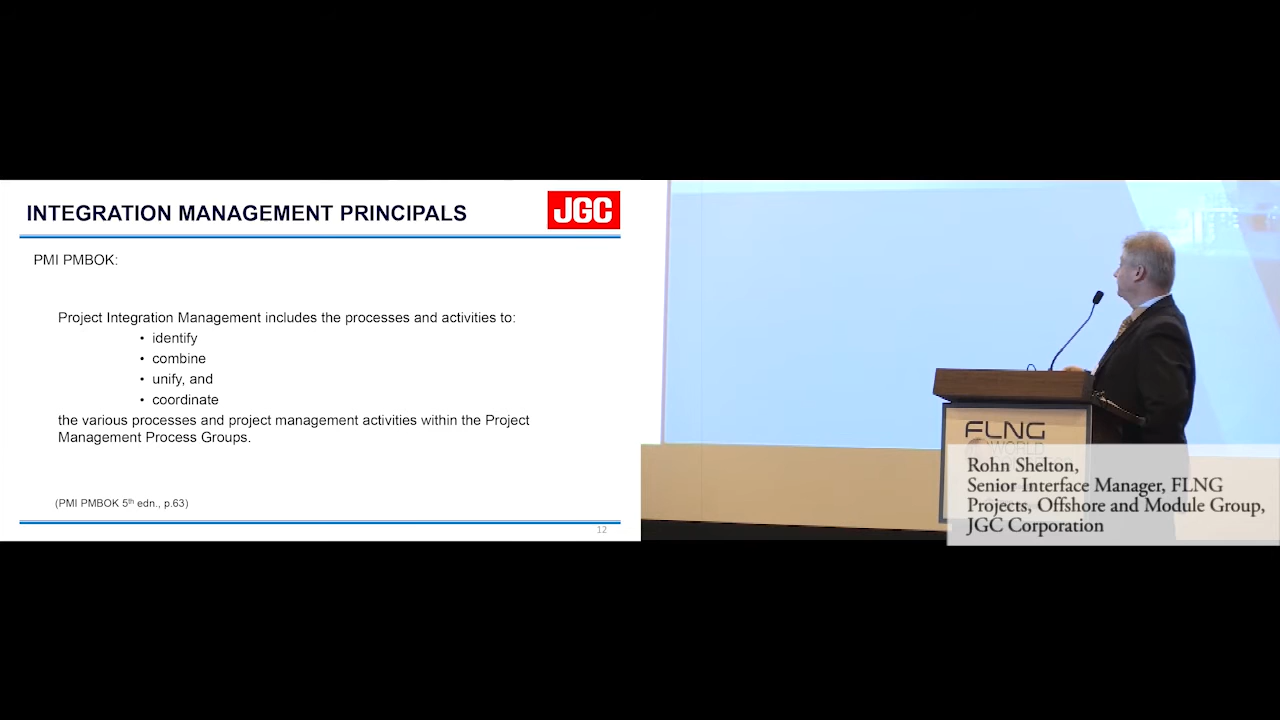 INTEGRATION MANAGEMENT PRINCIPALS
JGC
PMI PMBOK:
Project Integration Management includes the processes and activities to:
• identify
• combine
• unify, and
• coordinate
the various processes and project management activities within the Project
Management Process Groups.
(PMI PMBOK 5th edn., p.63)
12
FLNG
WORLD
Rohn Shelton,
Senior Interface Manager, FLNG
Projects, Offshore and Module Group,
JGC Corporation